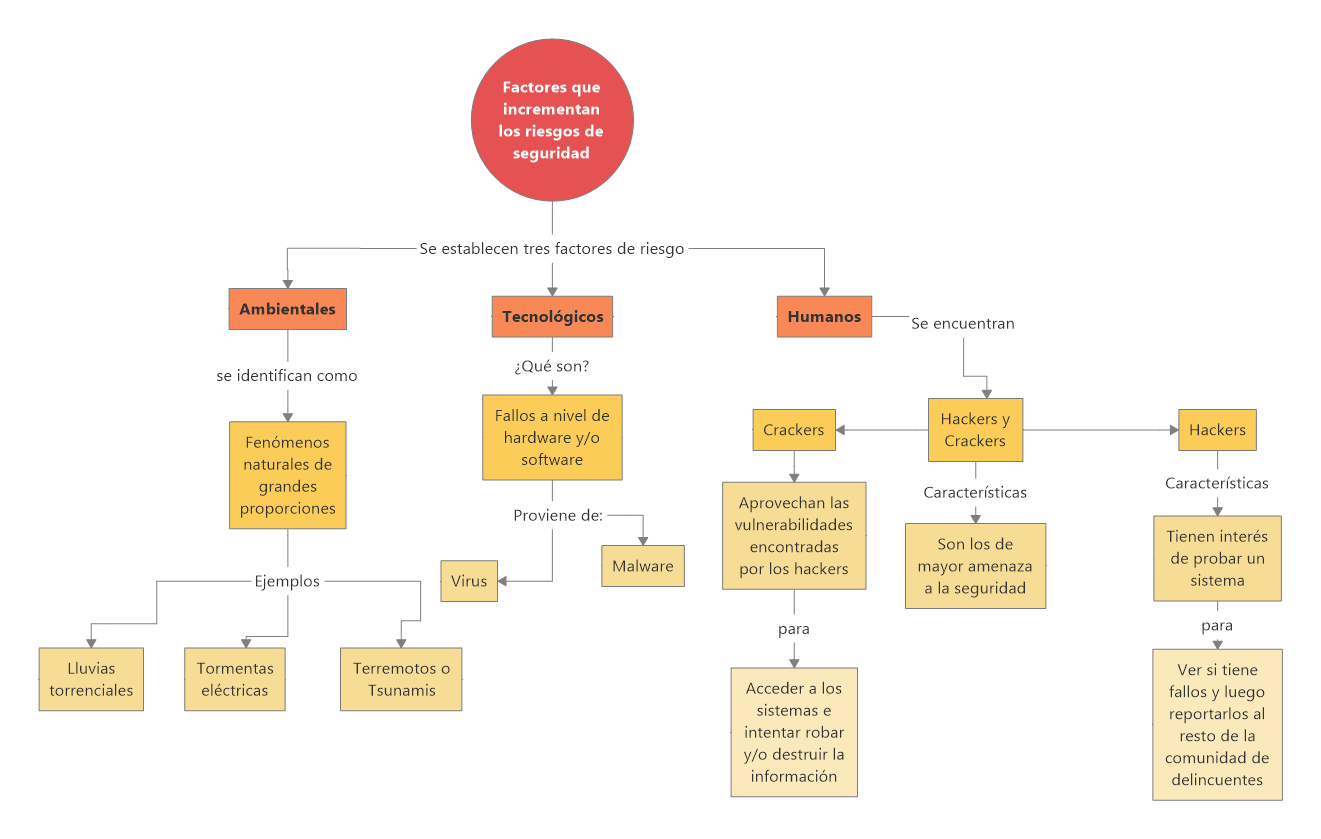 Factores que
incrementan
los riesgos de
seguridad
Se establecen tres factores de riesgo
Ambientales
Tecnológicos
Humanos
Se encuentran
se identifican como
¿Qué son?
Fenómenos
naturales de
grandes
proporciones
Fallos a nivel de
hardware y/o
software
Crackers
Hackers y
Crackers
Hackers
Características
Características
Aprovechan las
vulnerabilidades
encontradas
por los hackers
Son los de
mayor amenaza
a la seguridad
Tienen interés
de probar un
sistema
Proviene de:
Virus
Malware
Ejemplos
para
para
Lluvias
torrenciales
Tormentas
eléctricas
Terremotos o
Tsunamis
Acceder a los
sistemas e
intentar robar
y/o destruir la
información
Ver si tiene
fallos y luego
reportarlos al
resto de la
comunidad de
delincuentes